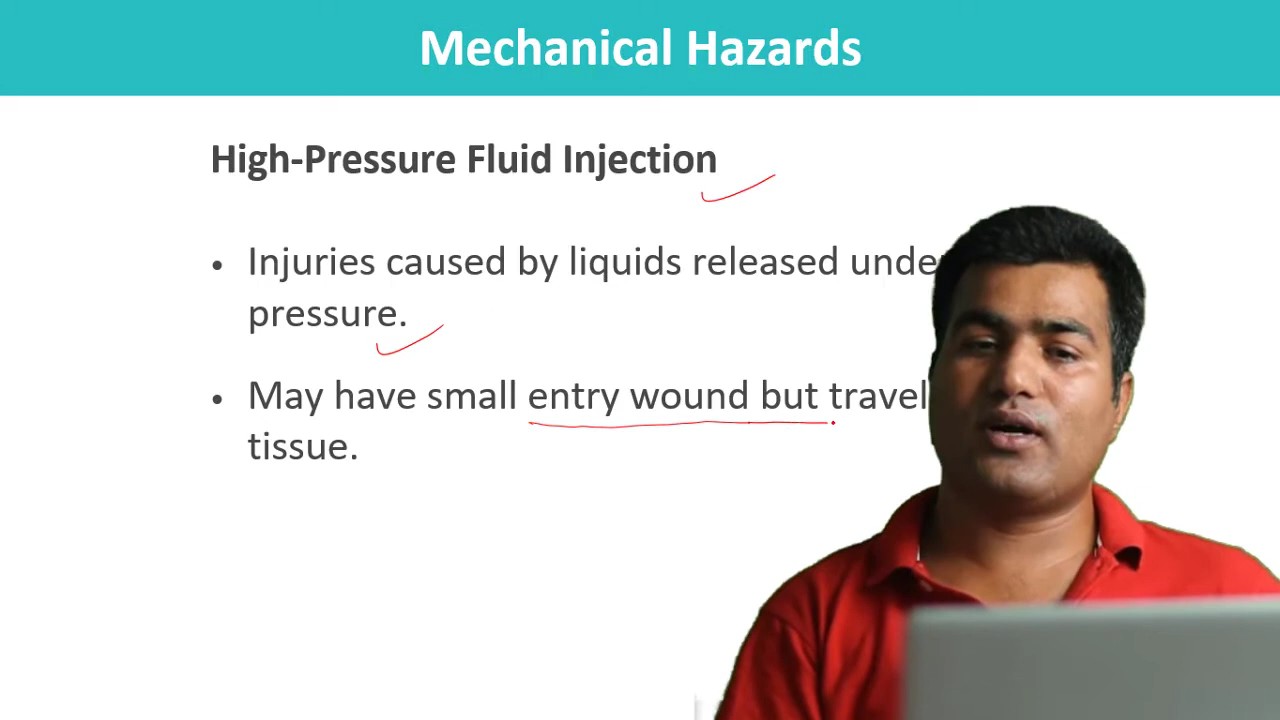 Mechanical Hazards
High-Pressure Fluid Injection
• Injuries caused by liquids released under
pressure.
• May have small entry wound but travel
tissue.